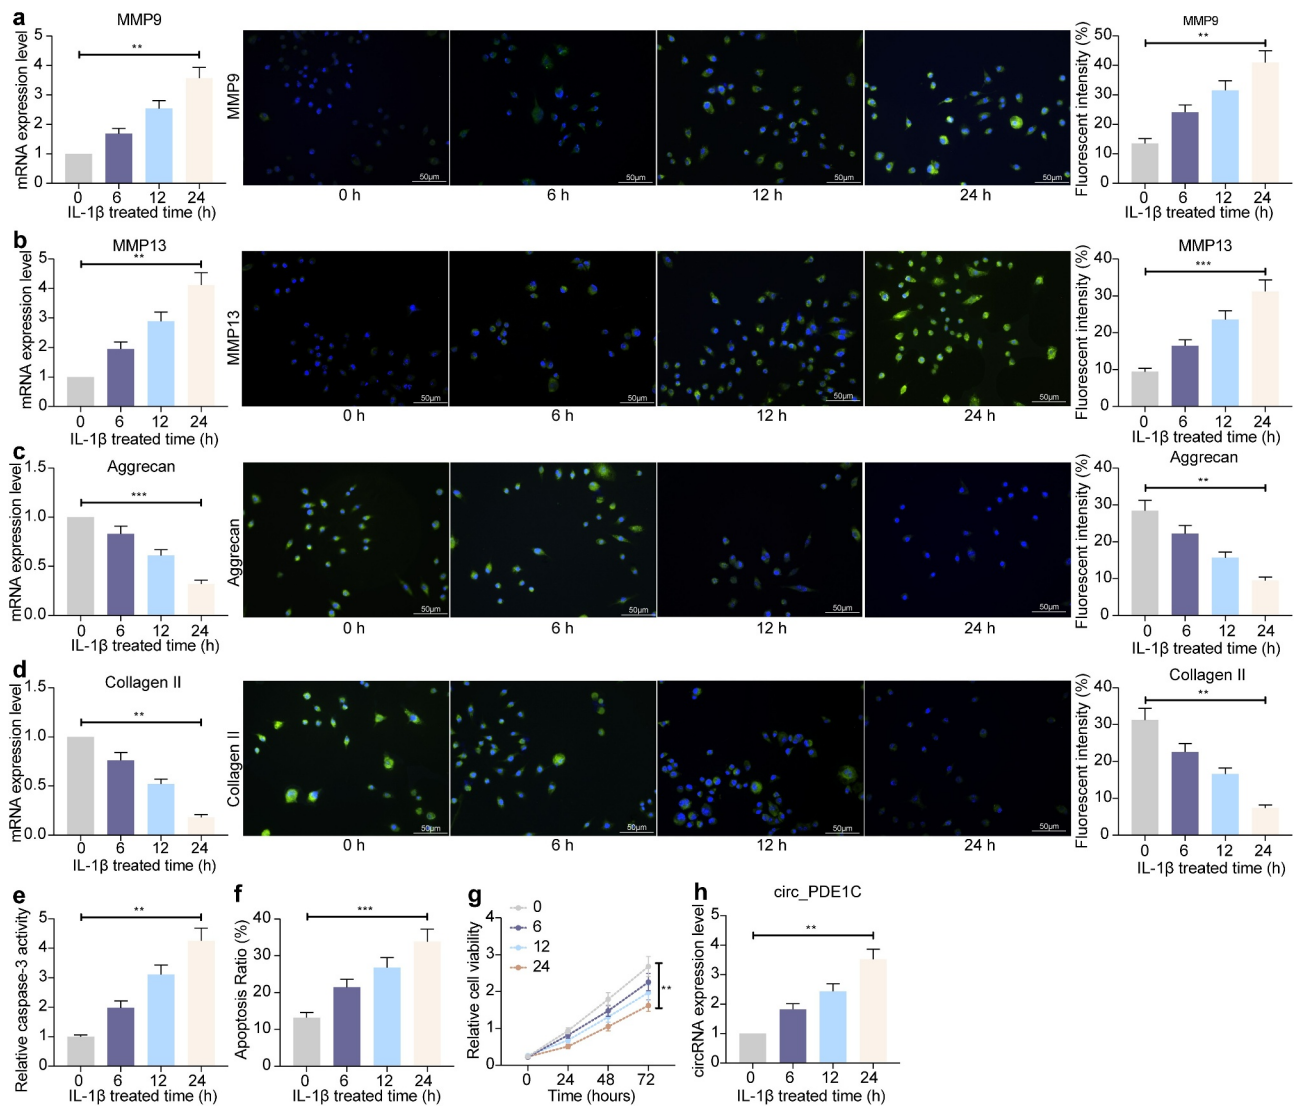 a
MMP9
mRNA expression level
5
4
3
2
1
0
**
0 6 12 24
IL-1β treated time (h)
MMP9
50μm 50μm 50μm 50μm
0 h 6 h 12 h 24 h
MMP9
Fluorescent intensity (%)
50
40
30
20
10
0
**
0 6 12 24
IL-1β treated time (h)
b
MMP13
mRNA expression level
5
4
3
2
1
0
**
0 6 12 24
IL-1β treated time (h)
MMP13
50μm 50μm 50μm 50μm
0 h 6 h 12 h 24 h
MMP13
Fluorescent intensity (%)
40
30
20
10
0
***
0 6 12 24
IL-1β treated time (h)
c
Aggrecan
mRNA expression level
1.5
1.0
0.5
0.0
***
0 6 12 24
IL-1β treated time (h)
Aggrecan
50μm 50μm 50μm 50μm
0 h 6 h 12 h 24 h
Aggrecan
Fluorescent intensity (%)
40
30
20
10
0
**
0 6 12 24
IL-1β treated time (h)
d
Collagen II
mRNA expression level
1.5
1.0
0.5
0.0
**
0 6 12 24
IL-1β treated time (h)
Collagen II
50μm 50μm 50μm 50μm
0 h 6 h 12 h 24 h
Collagen II
Fluorescent intensity (%)
40
30
20
10
0
**
0 6 12 24
IL-1β treated time (h)
e
Relative caspase-3 activity
5
4
3
2
1
0
**
0 6 12 24
IL-1β treated time (h)
f
Apoptosis Ratio (%)
40
30
20
10
0
***
0 6 12 24
IL-1β treated time (h)
g
Relative cell viability
4
3
2
1
0
0
6
12
24
**
0 24 48 72
Time (hours)
h
circ_PDE1C
circRNA expression level
5
4
3
2
1
0
**
0 6 12 24
IL-1β treated time (h)